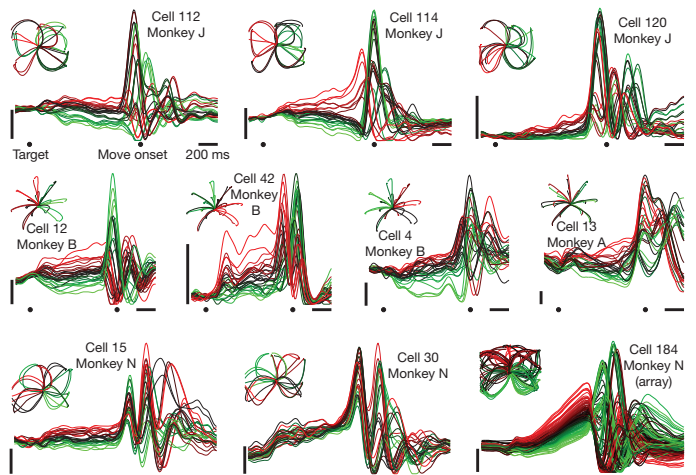 Cell 112
Monkey J
Cell 114
Monkey J
Cell 120
Monkey J
Target
Move onset
200 ms
Cell 12
Monkey B
Cell 42
Monkey
B
Cell 4
Monkey B
Cell 13
Monkey A
Cell 15
Monkey N
Cell 30
Monkey N
Cell 184
Monkey N
(array)